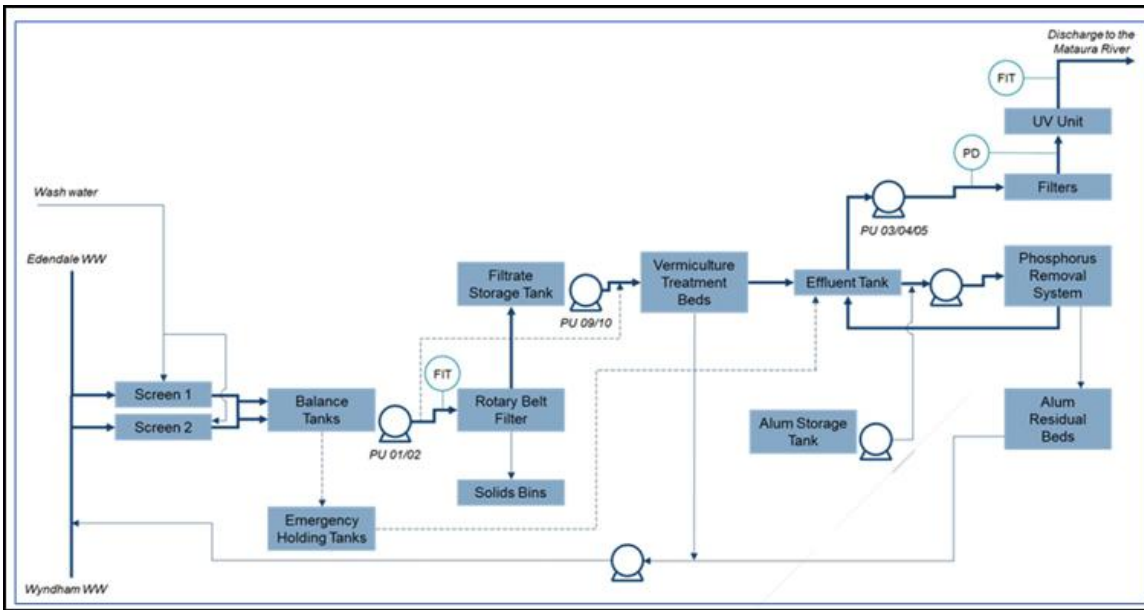 Discharge to the
Mataura River
FIT
UV Unit
PD
Wash water
Filters
PU 03/04/05
Edendale WW
Filtrate
Storage Tank
Vermiculture
Treatment
Beds
Effluent Tank
Phosphorus
Removal
System
PU 09/10
FIT
Screen 1
Balance
Tanks
Rotary Belt
Filter
Screen 2
Alum Storage
Tank
Alum
Residual
Beds
PU 01/02
Solids Bins
Emergency
Holding Tanks
Wyndham WW